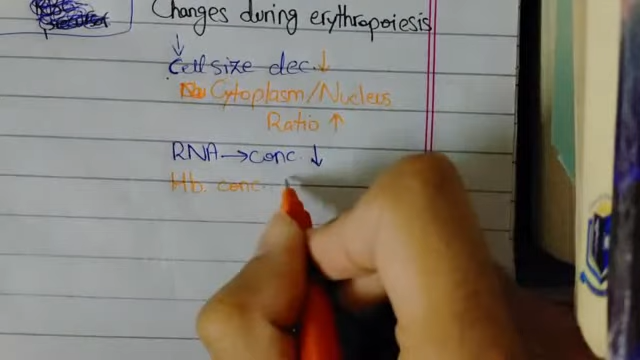 Changes during erythropoiesis
↓
Cell size dec. ↓
Cytoplasm/Nucleus
Ratio ↑
RNA → conc. ↓
Hb. conc.